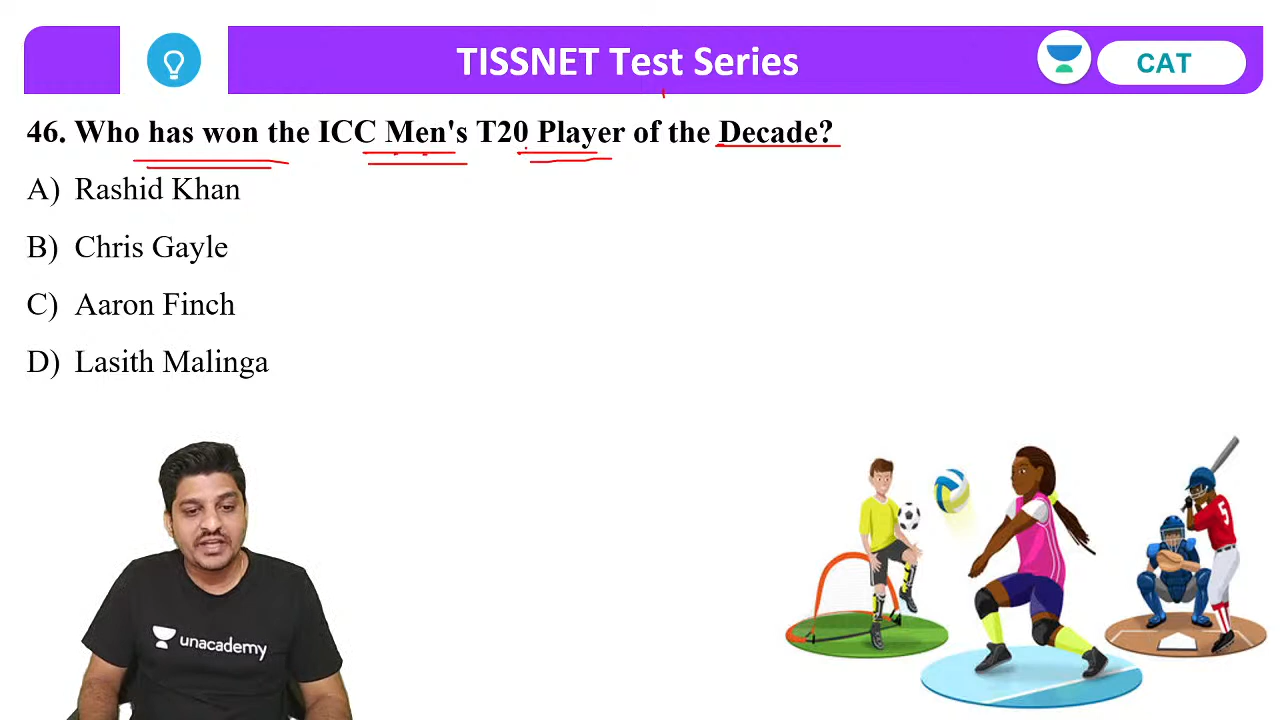 TISSNET Test Series
CAT
46. Who has won the ICC Men's T20 Player of the Decade?
A) Rashid Khan
B) Chris Gayle
C) Aaron Finch
D) Lasith Malinga
unacademy
5